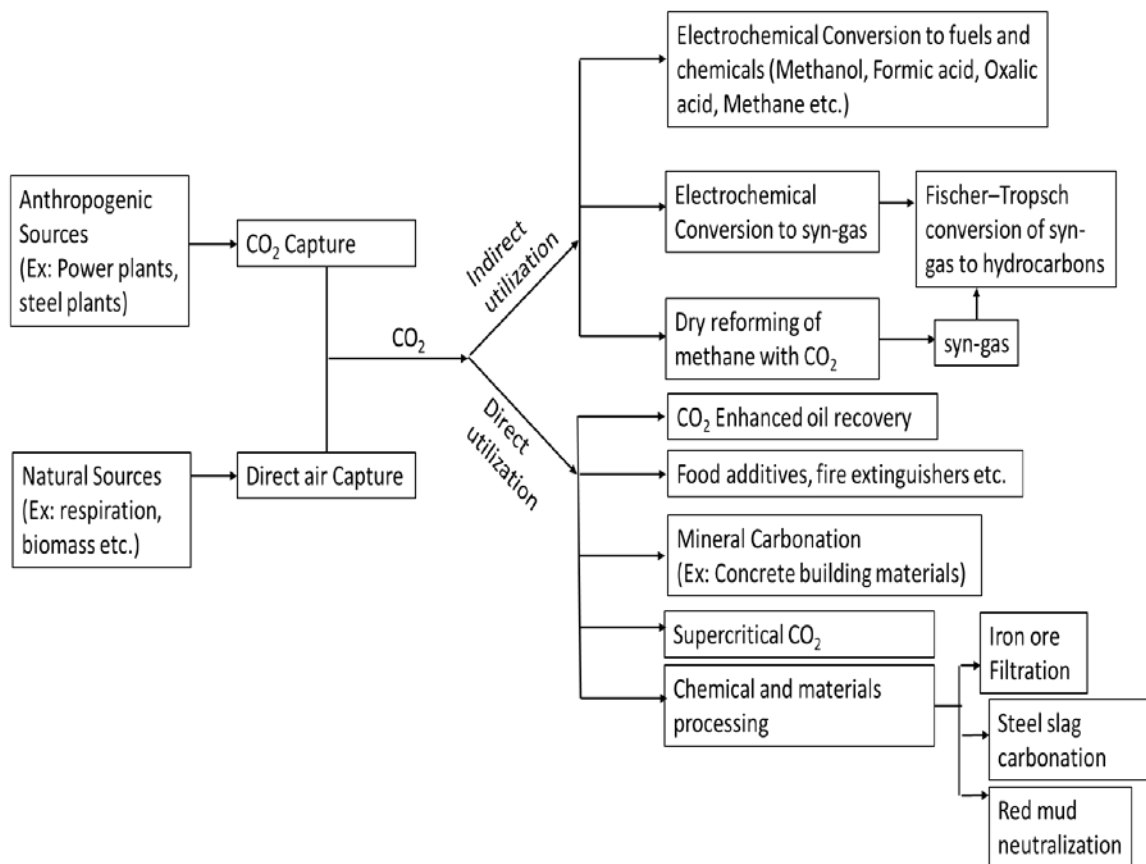 Anthropogenic
Sources
(Ex: Power plants,
steel plants)
CO₂ Capture
Natural Sources
(Ex: respiration,
biomass etc.)
Direct air Capture
CO₂
Indirect
utilization
Direct
utilization
Electrochemical Conversion to fuels and
chemicals (Methanol, Formic acid, Oxalic
acid, Methane etc.)
Electrochemical
Conversion to syn-gas
Fischer–Tropsch
conversion of syn-
gas to hydrocarbons
Dry reforming of
methane with CO₂
syn-gas
CO₂ Enhanced oil recovery
Food additives, fire extinguishers etc.
Mineral Carbonation
(Ex: Concrete building materials)
Supercritical CO₂
Chemical and materials
processing
Iron ore
Filtration
Steel slag
carbonation
Red mud
neutralization